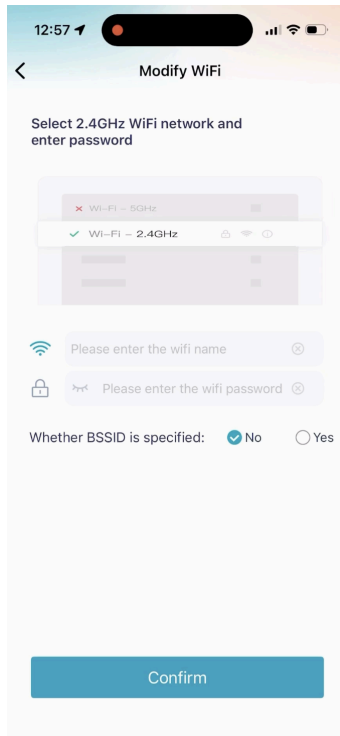 12:57
Modify WiFi
Select 2.4GHz WiFi network and
enter password
Wi-Fi – 5GHz
Wi-Fi – 2.4GHz
Please enter the wifi name
Please enter the wifi password
Whether BSSID is specified: No Yes
Confirm